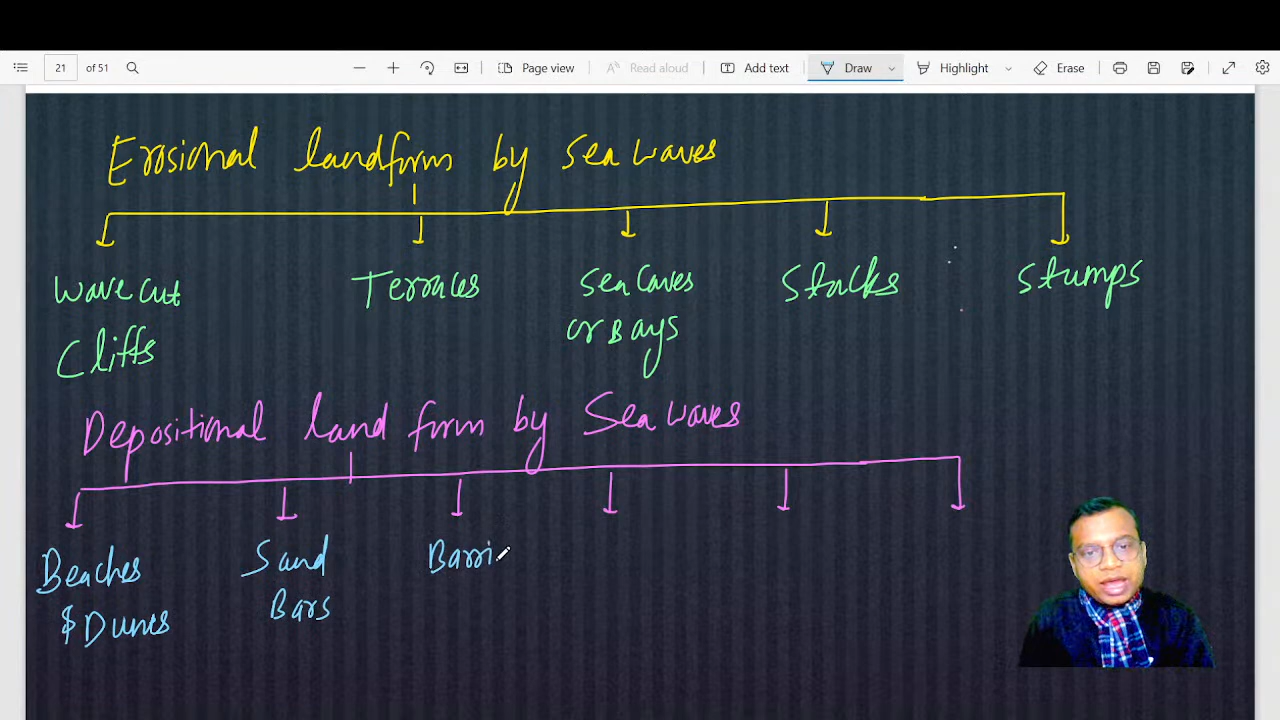 21 of 51 Page view Read aloud Add text Draw Highlight Erase
Erosional landform by sea waves
wave cut Terraces Sea Caves Stacks Stumps
Cliffs or Bays
Depositional land form by Sea waves
Beaches Sand Barri
& Dunes Bars